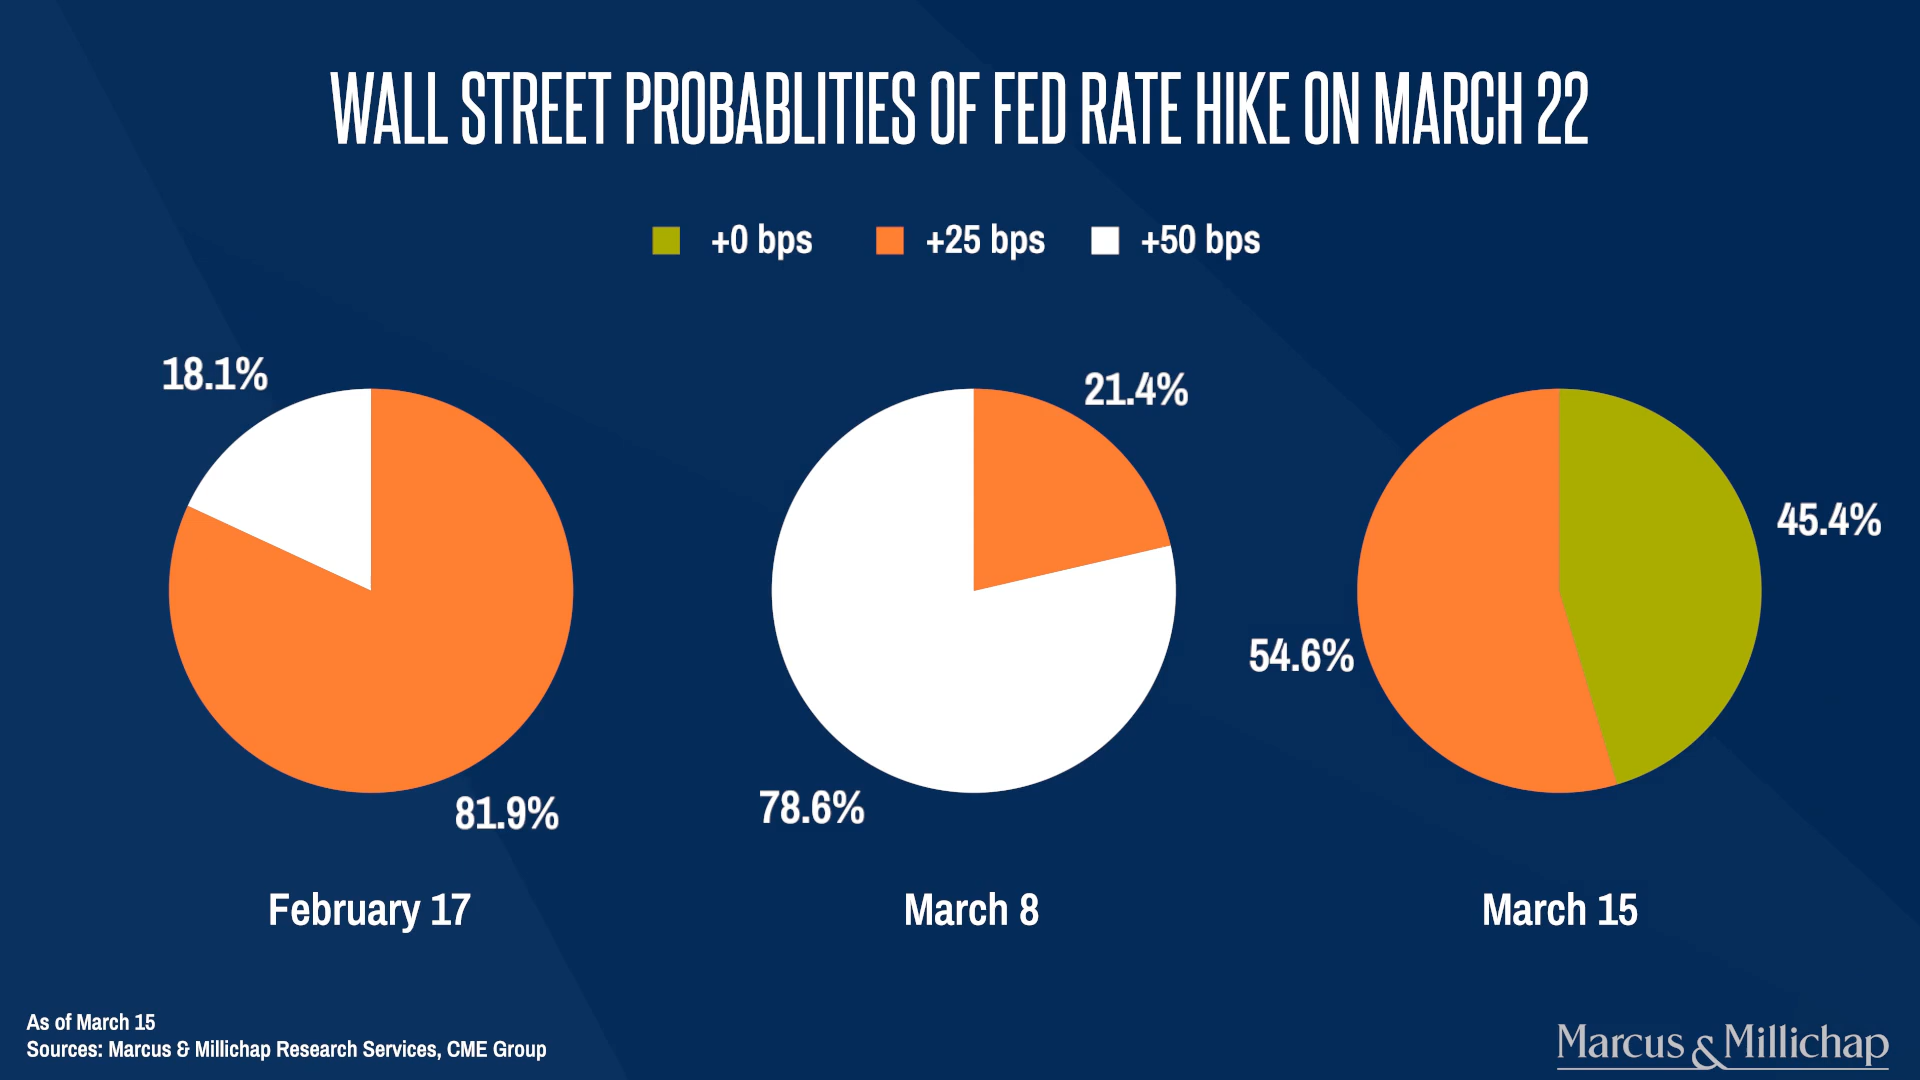 WALL STREET PROBABLITIES OF FED RATE HIKE ON MARCH 22
+0 bps +25 bps +50 bps
18.1%
81.9%
February 17
21.4%
78.6%
March 8
45.4%
54.6%
March 15
As of March 15
Sources: Marcus & Millichap Research Services, CME Group
Marcus & Millichap